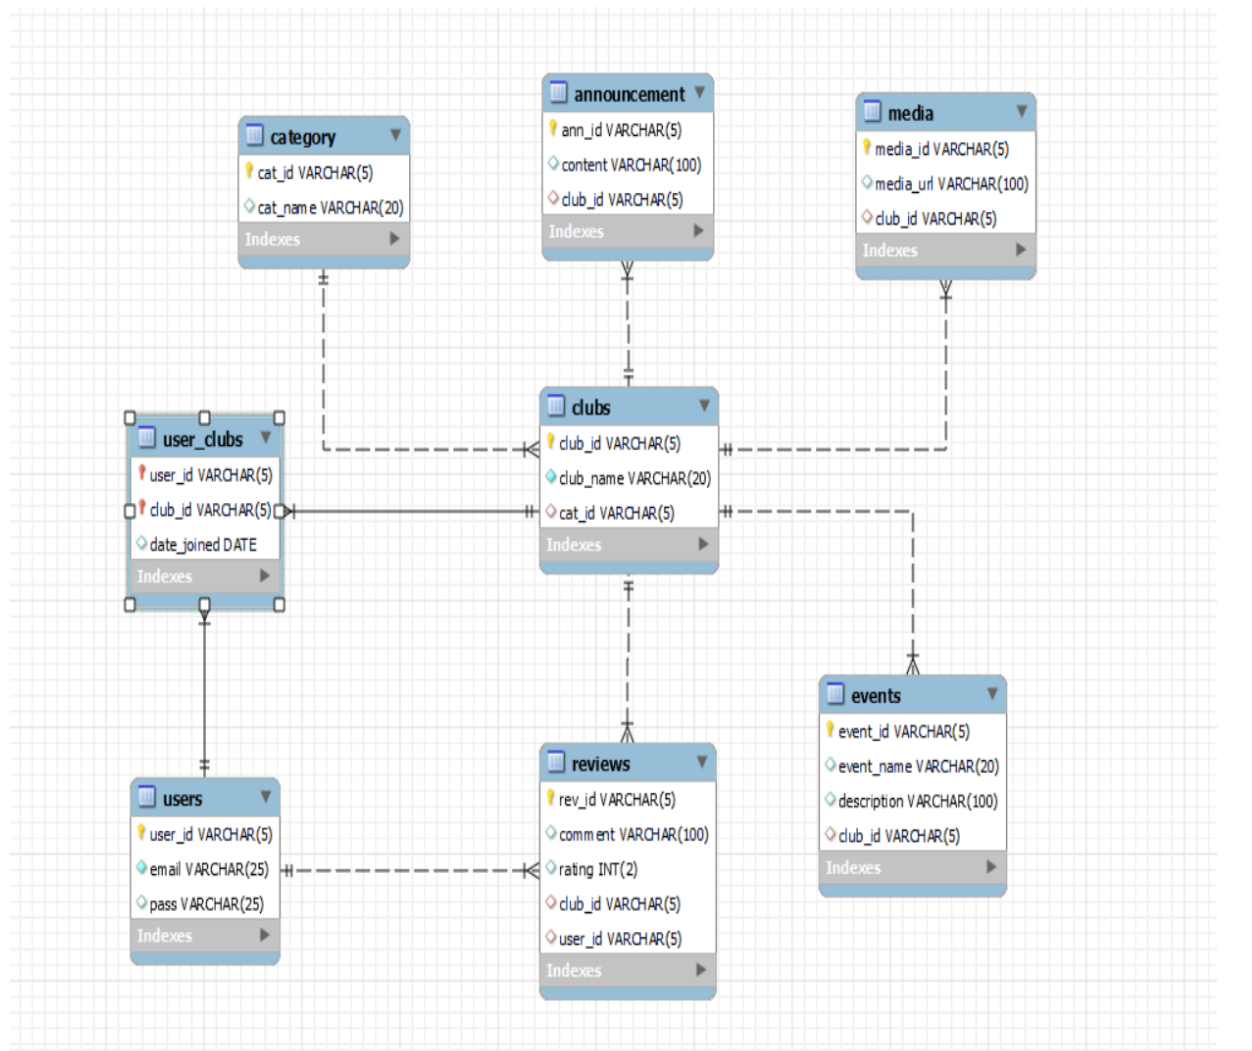 category
cat_id VARCHAR(5)
cat_name VARCHAR(20)
Indexes
announcement
ann_id VARCHAR(5)
content VARCHAR(100)
club_id VARCHAR(5)
Indexes
media
media_id VARCHAR(5)
media_url VARCHAR(100)
club_id VARCHAR(5)
Indexes
user_clubs
user_id VARCHAR(5)
club_id VARCHAR(5)
date_joined DATE
Indexes
clubs
club_id VARCHAR(5)
club_name VARCHAR(20)
cat_id VARCHAR(5)
Indexes
users
user_id VARCHAR(5)
email VARCHAR(25)
pass VARCHAR(25)
Indexes
reviews
rev_id VARCHAR(5)
comment VARCHAR(100)
rating INT(2)
club_id VARCHAR(5)
user_id VARCHAR(5)
Indexes
events
event_id VARCHAR(5)
event_name VARCHAR(20)
description VARCHAR(100)
club_id VARCHAR(5)
Indexes